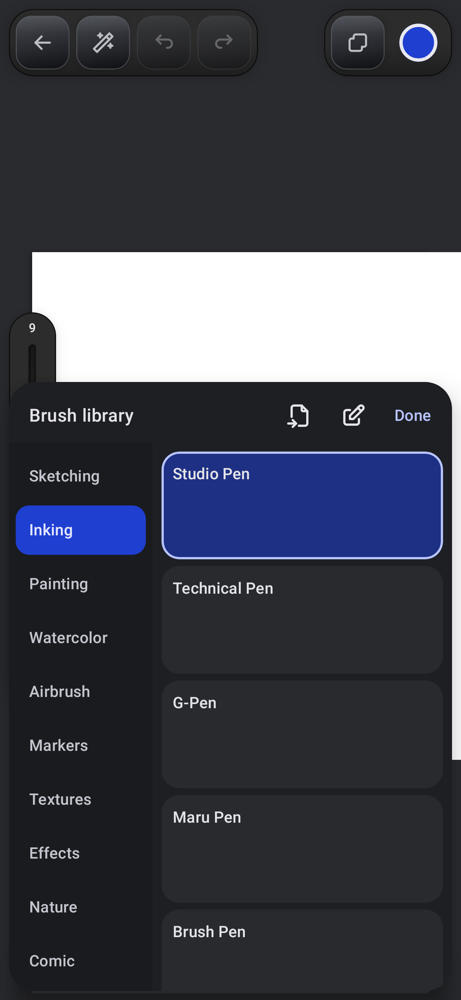 9
Brush library
Done
Sketching
Inking
Painting
Watercolor
Airbrush
Markers
Textures
Effects
Nature
Comic
Studio Pen
Technical Pen
G-Pen
Maru Pen
Brush Pen